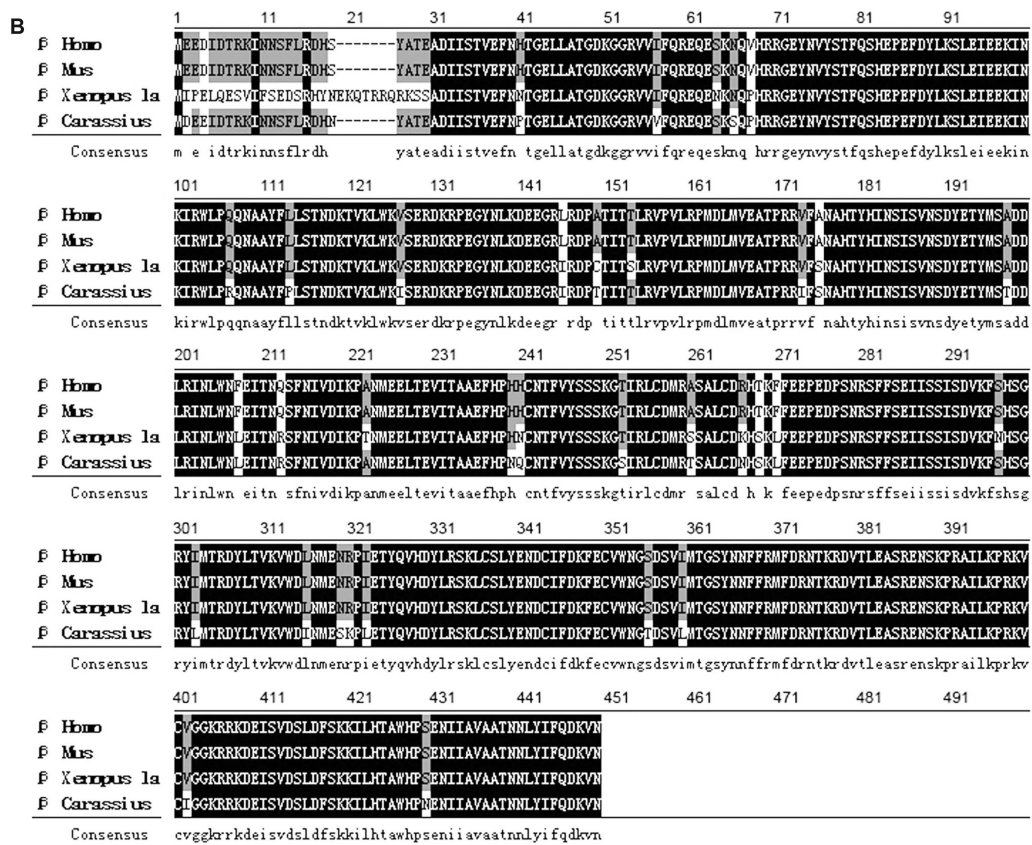 B
1 11 21 31 41 51 61 71 81 91
β Homo MEEDIDTRKINNSFLRDHS-------YATEADIISTVEFNHTGELLATGDKGGRVVIFQREQESKNQVHRRGEYNVYSTFQSHEPEFDYLKSLEIEEKIN
β Mus MEEDIDTRKINNSFLRDHS-------YATEADIISTVEFNHTGELLATGDKGGRVVIFQREQESKNQVHRRGEYNVYSTFQSHEPEFDYLKSLEIEEKIN
β Xenopus la MIPELQESVIFSEDSRHYNEKQTRRQRKSSADIISTVEFNNTGELLATGDKGGRVVIFQREQENKNQPHRRGEYNVYSTFQSHEPEFDYLKSLEIEEKIN
β Carassius MDEEIDTRKINNSFLRDHN-------YATEADIISTVEFNPTGELLATGDKGGRVVVFQREQESKSQPHRRGEYNVYSTFQSHEPEFDYLKSLEIEEKIN
Consensus m e idtrkinnsflrdh yateadiistvefn tgellatgdkggrvvifqreqesknq hrrgeynvystfqshepefdylksleieekin
101 111 121 131 141 151 161 171 181 191
β Homo KIRWLPQQNAAYFLLSTNDKTVKLWKVSERDKRPEGYNLKDEEGRLRDPATITTLRVPVLRPMDLMVEATPRRVFANAHTYHINSISVNSDYETYMSADD
β Mus KIRWLPQQNAAYFLLSTNDKTVKLWKVSERDKRPEGYNLKDEEGRLRDPATITTLRVPVLRPMDLMVEATPRRVFANAHTYHINSISVNSDYETYMSADD
β Xenopus la KIRWLPQQNAAYFLLSTNDKTVKLWKVSERDKRPEGYNLKDEEGRIRDPCTITSLRVPVLRPMDLMVEATPRRVFSNAHTYHINSISVNSDYETYMSADD
β Carassius KIRWLPRQNAAYFPLSTNDKTVKLWKISERDKRPEGYNLKDEEGRIRDPHTITTLRVPVLRPMDLMVEATPRRIFSNAHTYHINSISVNSDYETYMSTDD
Consensus kirwlpqqnaayfllstndktvklwkvserdkrpegynlkdeegr rdp tittlrvpvlrpmdlmveatprrvf nahtyhinsisvnsdyetymsadd
201 211 221 231 241 251 261 271 281 291
β Homo LRINLWNFEITNQSFNIVDIKPANMEELTEVITAAEFHPHHCNTFVYSSSKGTIRLCDMRASALCDRHTKFFEEPEDPSNRSFFSEIISSISDVKFSHSG
β Mus LRINLWNFEITNQSFNIVDIKPANMEELTEVITAAEFHPHHCNTFVYSSSKGTIRLCDMRASALCDRHTKFFEEPEDPSNRSFFSEIISSISDVKFSHSG
β Xenopus la LRINLWNLEITNRSFNIVDIKPTNMEELTEVITAAEFHPHNCNTFVYSSSKGTIRLCDMRSSALCDKHSKLFEEPEDPSNRSFFSEIISSISDVKFNHSG
β Carassius LRINLWNLEITNRSFNIVDIKPANMEELTEVITAAEFHPNQCNTFVYSSSKGSIRLCDMRTSALCDNHSKLFEEPEDPSNRSFFSEIISSISDVKFSHSG
Consensus lrinlwn eitn sfnivdikpanmeeltevitaaefhph cntfvyssskgtirlcdmr salcd h k feepedpsnrsffseiissisdvkfshsg
301 311 321 331 341 351 361 371 381 391
β Homo RYIMTRDYLTVKVWDLNMENRPIETYQVHDYLRSKLCSLYENDCIFDKFECVWNGSDSVIMTGSYNNFFRMFDRNTKRDVTLEASRENSKPRAILKPRKV
β Mus RYIMTRDYLTVKVWDLNMENRPIETYQVHDYLRSKLCSLYENDCIFDKFECVWNGSDSVIMTGSYNNFFRMFDRNTKRDVTLEASRENSKPRAILKPRKV
β Xenopus la RYIMTRDYLTVKVWDLNMENRPIETYQVHDYLRSKLCSLYENDCIFDKFECVWNGSDSVIMTGSYNNFFRMFDRNTKRDVTLEASRENSKPRAILKPRKV
β Carassius RYLMTRDYLTVKVWDINMESKPLETYQVHDYLRSKLCSLYENDCIFDKFECVWNGTDSVLMTGSYNNFFRMFDRNTKRDVTLEASRENSKPRAILKPRKV
Consensus ryimtrdyltvkvwdlnmenrpietyqvhdylrsklcslyendcifdkfecvwngsdsvimtgsynnffrmfdrntkrdvtleasrenskprailkprkv
401 411 421 431 441 451 461 471 481 491
β Homo CVGGKRRKDEISVDSLDFSKKILHTAWHPSENIIAVAATNNLYIFQDKVN
β Mus CVGGKRRKDEISVDSLDFSKKILHTAWHPSENIIAVAATNNLYIFQDKVN
β Xenopus la CVGGKRRKDEISVDSLDFSKKILHTAWHPSENIIAVAATNNLYIFQDKVN
β Carassius CIGGKRRKDEISVDSLDFSKKILHTAWHPNENIIAVAATNNLYIFQDKVN
Consensus cvggkrrkdeisvdsldfskkilhtawhpseniiavaatnnlyifqdkvn